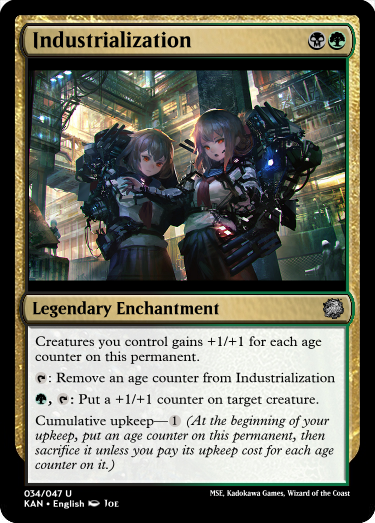 Industrialization
Legendary Enchantment
Creatures you control gains +1/+1 for each age
counter on this permanent.
: Remove an age counter from Industrialization
, : Put a +1/+1 counter on target creature.
Cumulative upkeep—1 (At the beginning of your
upkeep, put an age counter on this permanent, then
sacrifice it unless you pay its upkeep cost for each age
counter on it.)
034/047 U
KAN • English JOE
MSE, Kadokawa Games, Wizard of the Coast